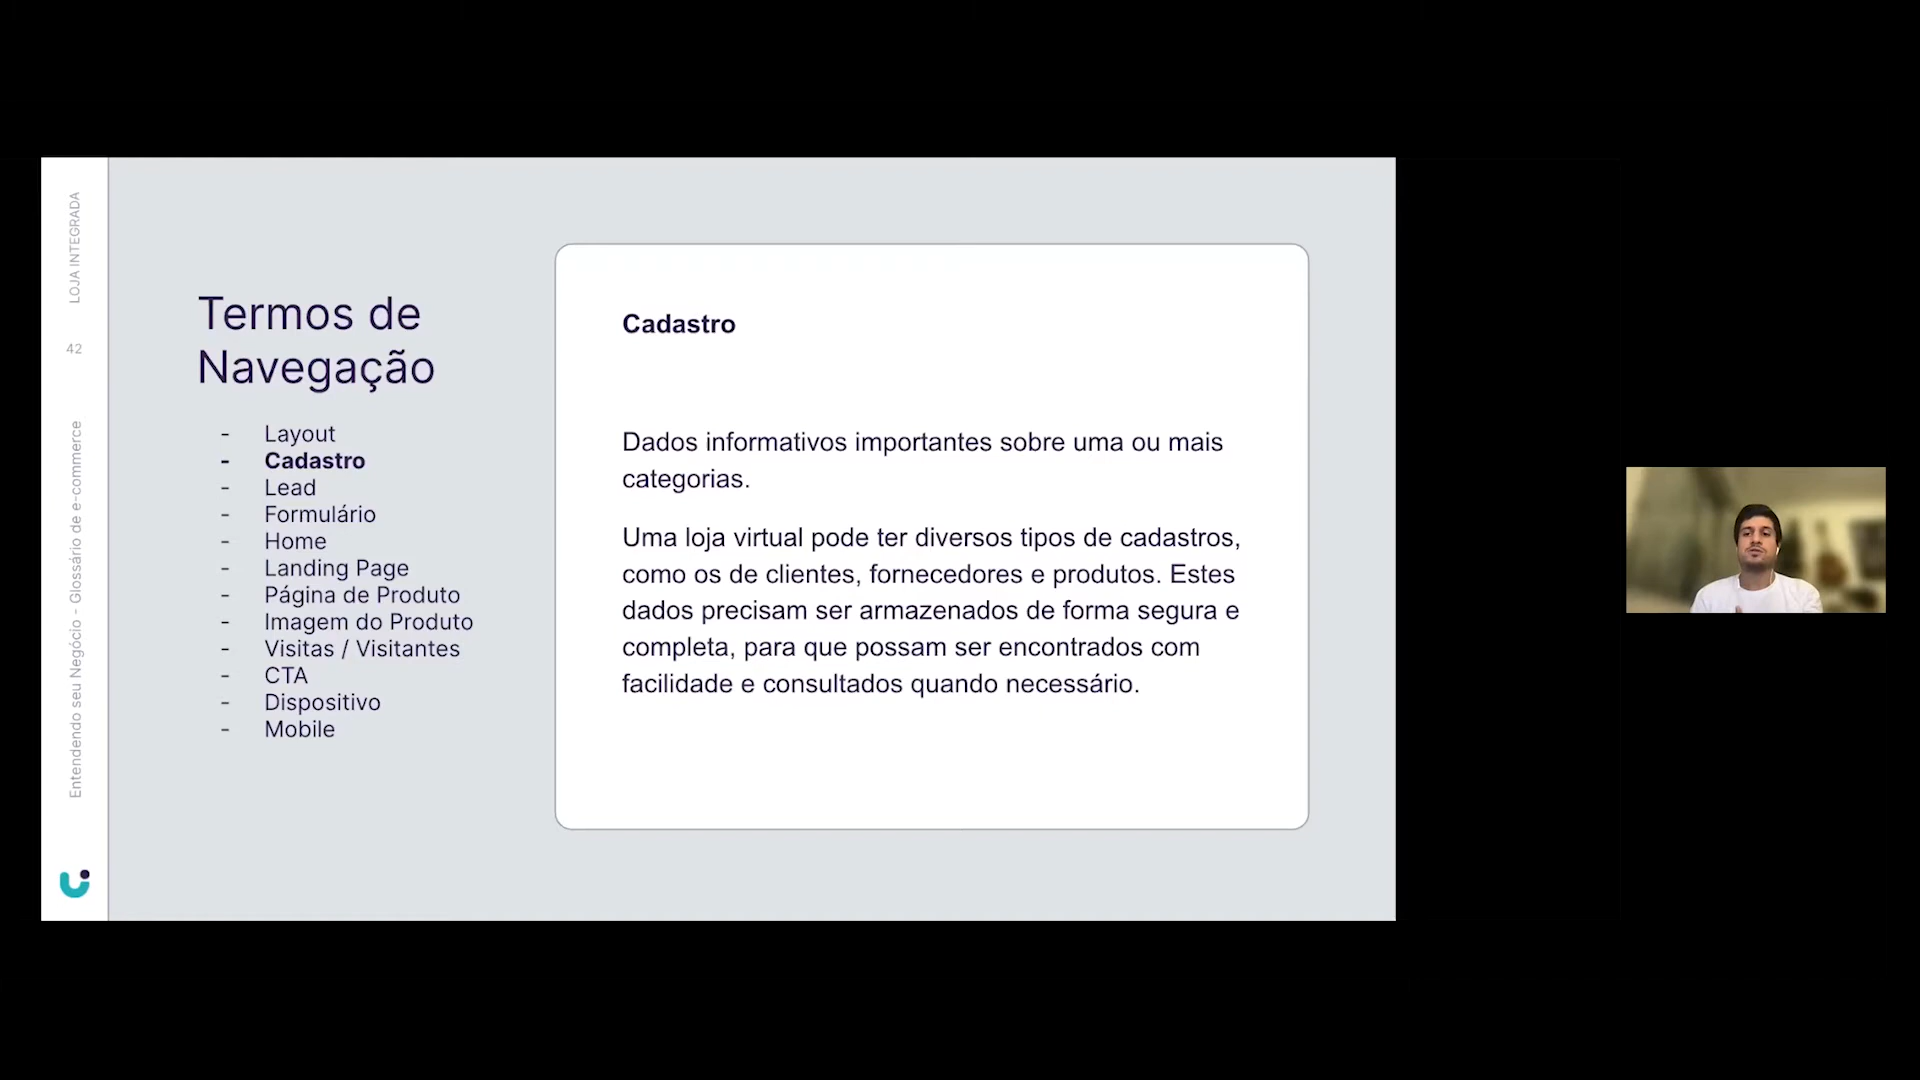 LOJA INTEGRADA
42
Entendendo seu Negócio - Glossário de e-commerce
Termos de
Navegação
- Layout
- Cadastro
- Lead
- Formulário
- Home
- Landing Page
- Página de Produto
- Imagem do Produto
- Visitas / Visitantes
- CTA
- Dispositivo
- Mobile
Cadastro
Dados informativos importantes sobre uma ou mais
categorias.
Uma loja virtual pode ter diversos tipos de cadastros,
como os de clientes, fornecedores e produtos. Estes
dados precisam ser armazenados de forma segura e
completa, para que possam ser encontrados com
facilidade e consultados quando necessário.